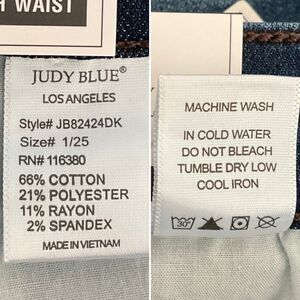 H WAIST
JUDY BLUE®
LOS ANGELES
Style# JB82424DK
Size# 1/25
RN# 116380
66% COTTON
21% POLYESTER
11% RAYON
2% SPANDEX
MADE IN VIETNAM
MACHINE WASH
IN COLD WATER
DO NOT BLEACH
TUMBLE DRY LOW
COOL IRON
30°